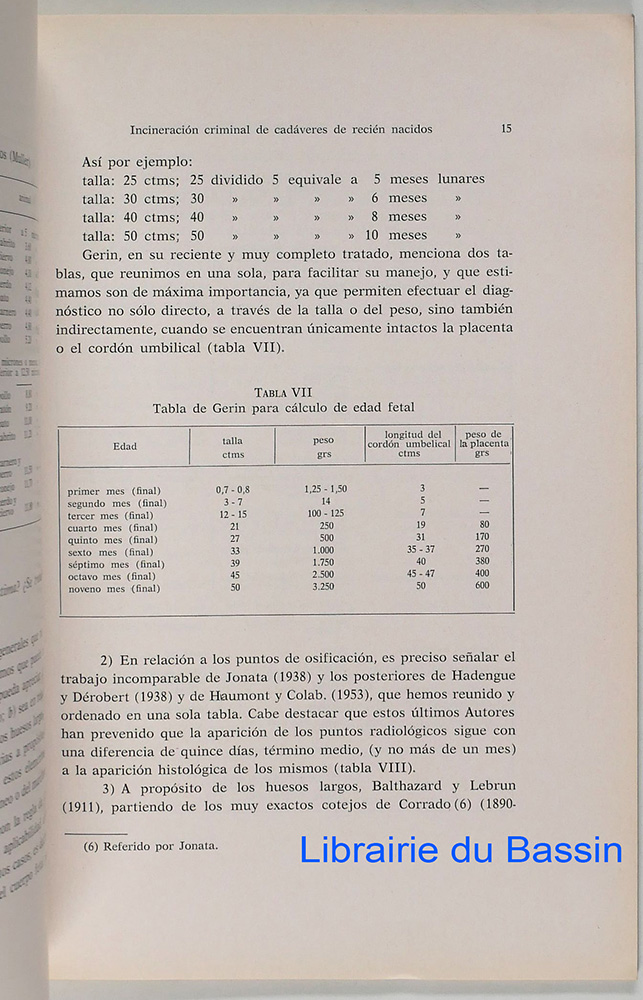 Incineración criminal de cadáveres de recién nacidos 15
Así por ejemplo:
talla: 25 ctms; 25 dividido 5 equivale a 5 meses lunares
talla: 30 ctms; 30 » » » » 6 meses »
talla: 40 ctms; 40 » » » » 8 meses »
talla: 50 ctms; 50 » » » » 10 meses »
Gerin, en su reciente y muy completo tratado, menciona dos ta-
blas, que reunimos en una sola, para facilitar su manejo, y que esti-
mamos son de máxima importancia, ya que permiten efectuar el diag-
nóstico no sólo directo, a través de la talla o del peso, sino también
indirectamente, cuando se encuentran únicamente intactos la placenta
o el cordón umbilical (tabla VII).
TABLA VII
Tabla de Gerin para cálculo de edad fetal
Edad talla ctms peso grs longitud del cordón umbelical ctms peso de la placenta grs
primer mes (final) 0,7 - 0,8 1,25 - 1,50 3 —
segundo mes (final) 3 - 7 14 5 —
tercer mes (final) 12 - 15 100 - 125 7 —
cuarto mes (final) 21 250 19 80
quinto mes (final) 27 500 31 170
sexto mes (final) 33 1.000 35 - 37 270
séptimo mes (final) 39 1.750 40 380
octavo mes (final) 45 2.500 45 - 47 400
noveno mes (final) 50 3.250 50 600
2) En relación a los puntos de osificación, es preciso señalar el
trabajo incomparable de Jonata (1938) y los posteriores de Hadengue
y Dérobert (1938) y de Haumont y Colab. (1953), que hemos reunido y
ordenado en una sola tabla. Cabe destacar que estos últimos Autores
han prevenido que la aparición de los puntos radiológicos sigue con
una diferencia de quince días, término medio, (y no más de un mes)
a la aparición histológica de los mismos (tabla VIII).
3) A propósito de los huesos largos, Balthazard y Lebrun
(1911), partiendo de los muy exactos cotejos de Corrado (6) (1890-
(6) Referido por Jonata.
Librairie du Bassin